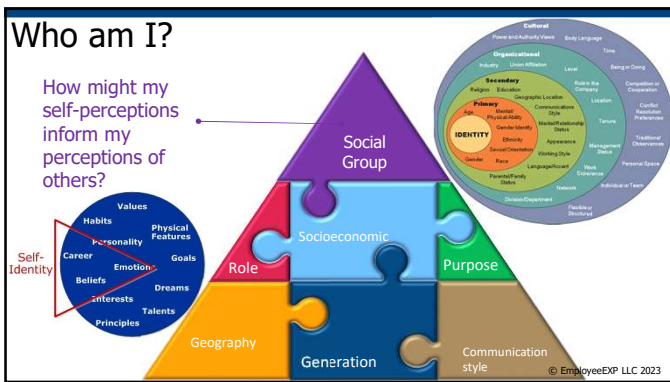 Who am I?
How might my
self-perceptions
inform my
perceptions of
others?
Social
Group
Role
Socioeconomic
Purpose
Geography
Generation
Communication
style
Self-
Identity
Values
Habits
Physical
Features
Personality
Career
Goals
Emotions
Beliefs
Dreams
Interests
Talents
Principles
Cultural
Power and Authority Views
Body Language
Time
Being or Doing
Competition or
Cooperation
Conflict
Resolution
Preferences
Traditional
Observances
Personal Space
Individual or Team
Flexible or
Structured
Organizational
Industry
Union Affiliation
Level
Role in the
Company
Location
Tenure
Management
Status
Work
Experience
Network
Division/Department
Secondary
Religion
Education
Geographic Location
Communications
Style
Marital/Relationship
Status
Appearance
Working Style
Language/Accent
Parental/Family
Status
Primary
Age
Mental/
Physical Ability
Gender Identity
Ethnicity
Sexual Orientation
Race
Gender
IDENTITY
© EmployeeEXP LLC 2023